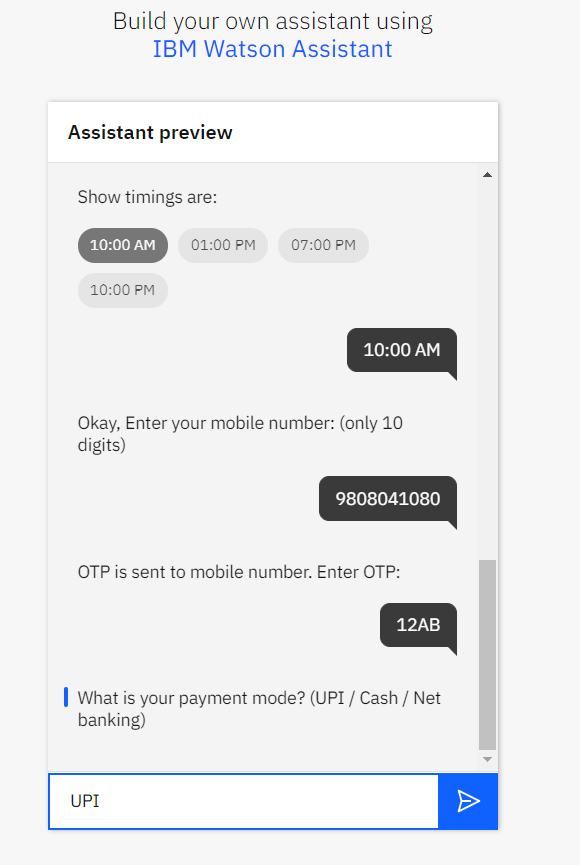 Build your own assistant using
IBM Watson Assistant
Assistant preview
Show timings are:
10:00 AM 01:00 PM 07:00 PM
10:00 PM
10:00 AM
Okay, Enter your mobile number: (only 10
digits)
9808041080
OTP is sent to mobile number. Enter OTP:
12AB
What is your payment mode? (UPI / Cash / Net
banking)
UPI